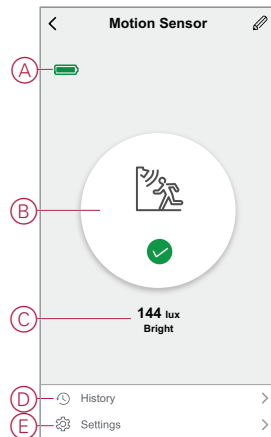 Motion Sensor
A
B
C
144 lux
Bright
D
History
E
Settings